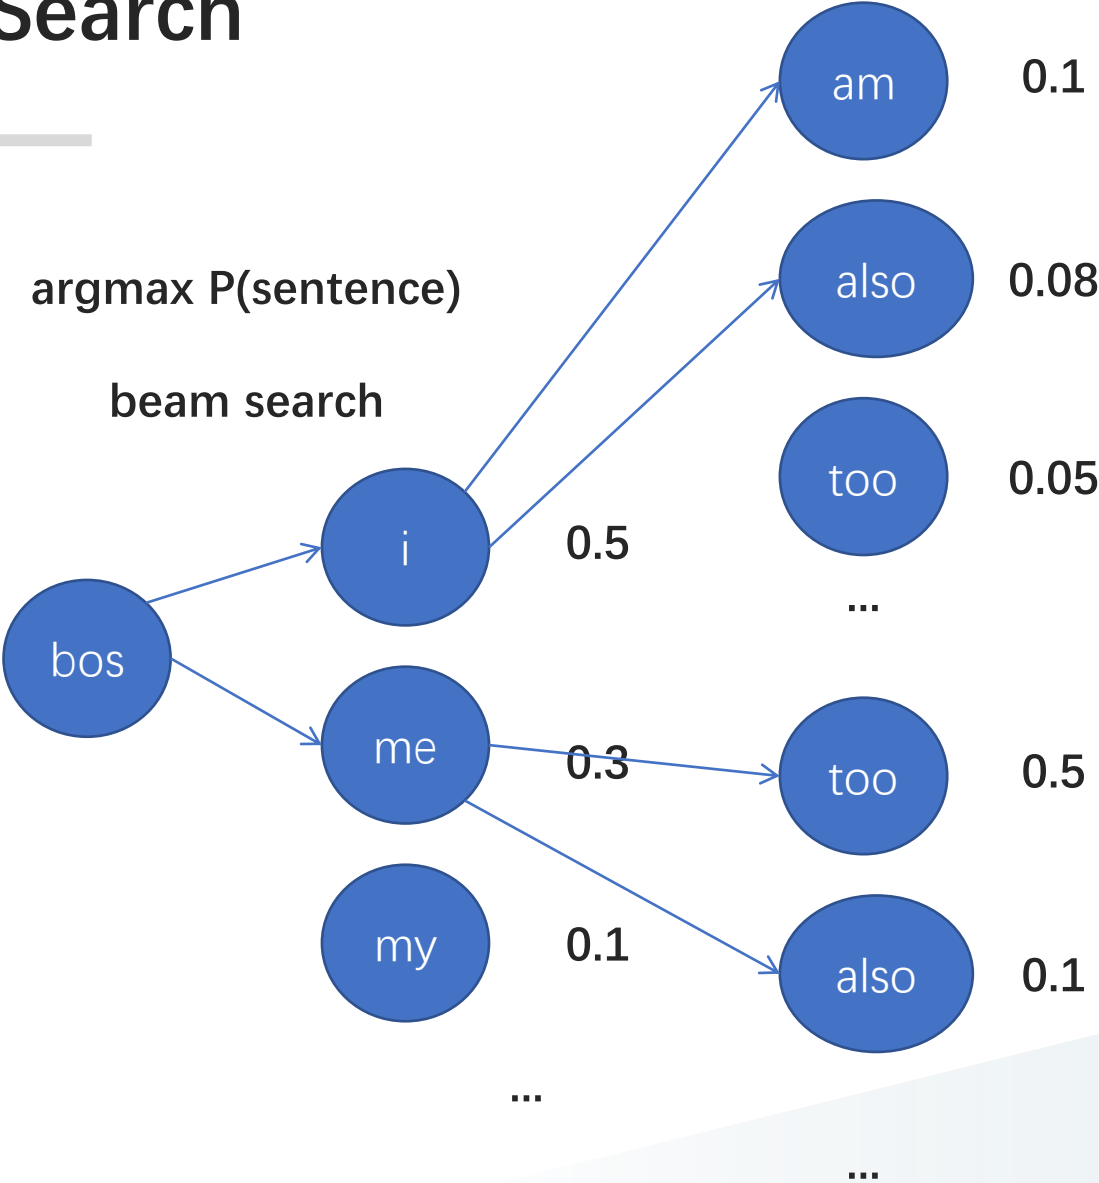 Search
argmax P(sentence)
beam search
bos
i
0.5
me
0.3
my
0.1
...
am
0.1
also
0.08
too
0.05
...
too
0.5
also
0.1
...